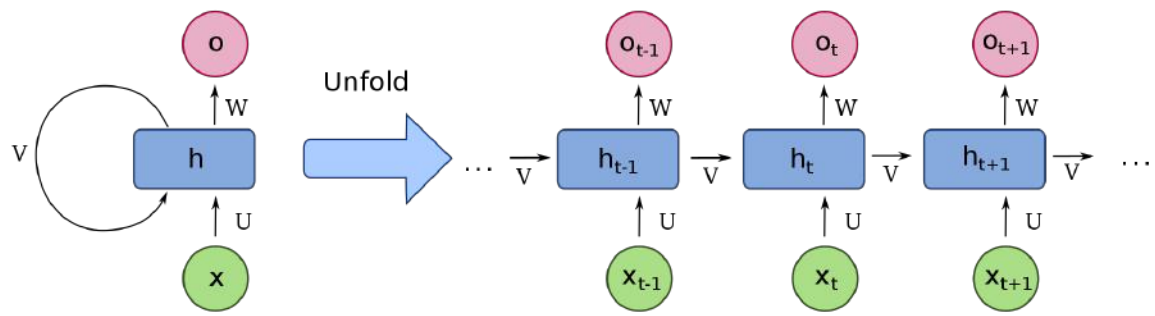 o o_{t-1} o_t o_{t+1}
Unfold
W W W W
V h ... V h_{t-1} V h_t V h_{t+1} V ...
U U U U
x x_{t-1} x_t x_{t+1}